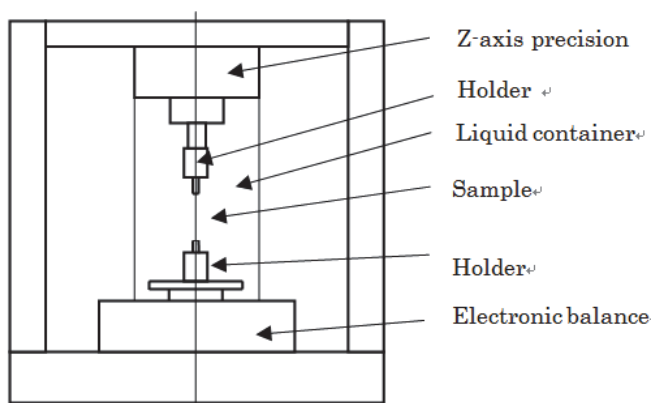 Z-axis precision
Holder ↵
Liquid container↵
Sample↵
Holder↵
Electronic balance↵